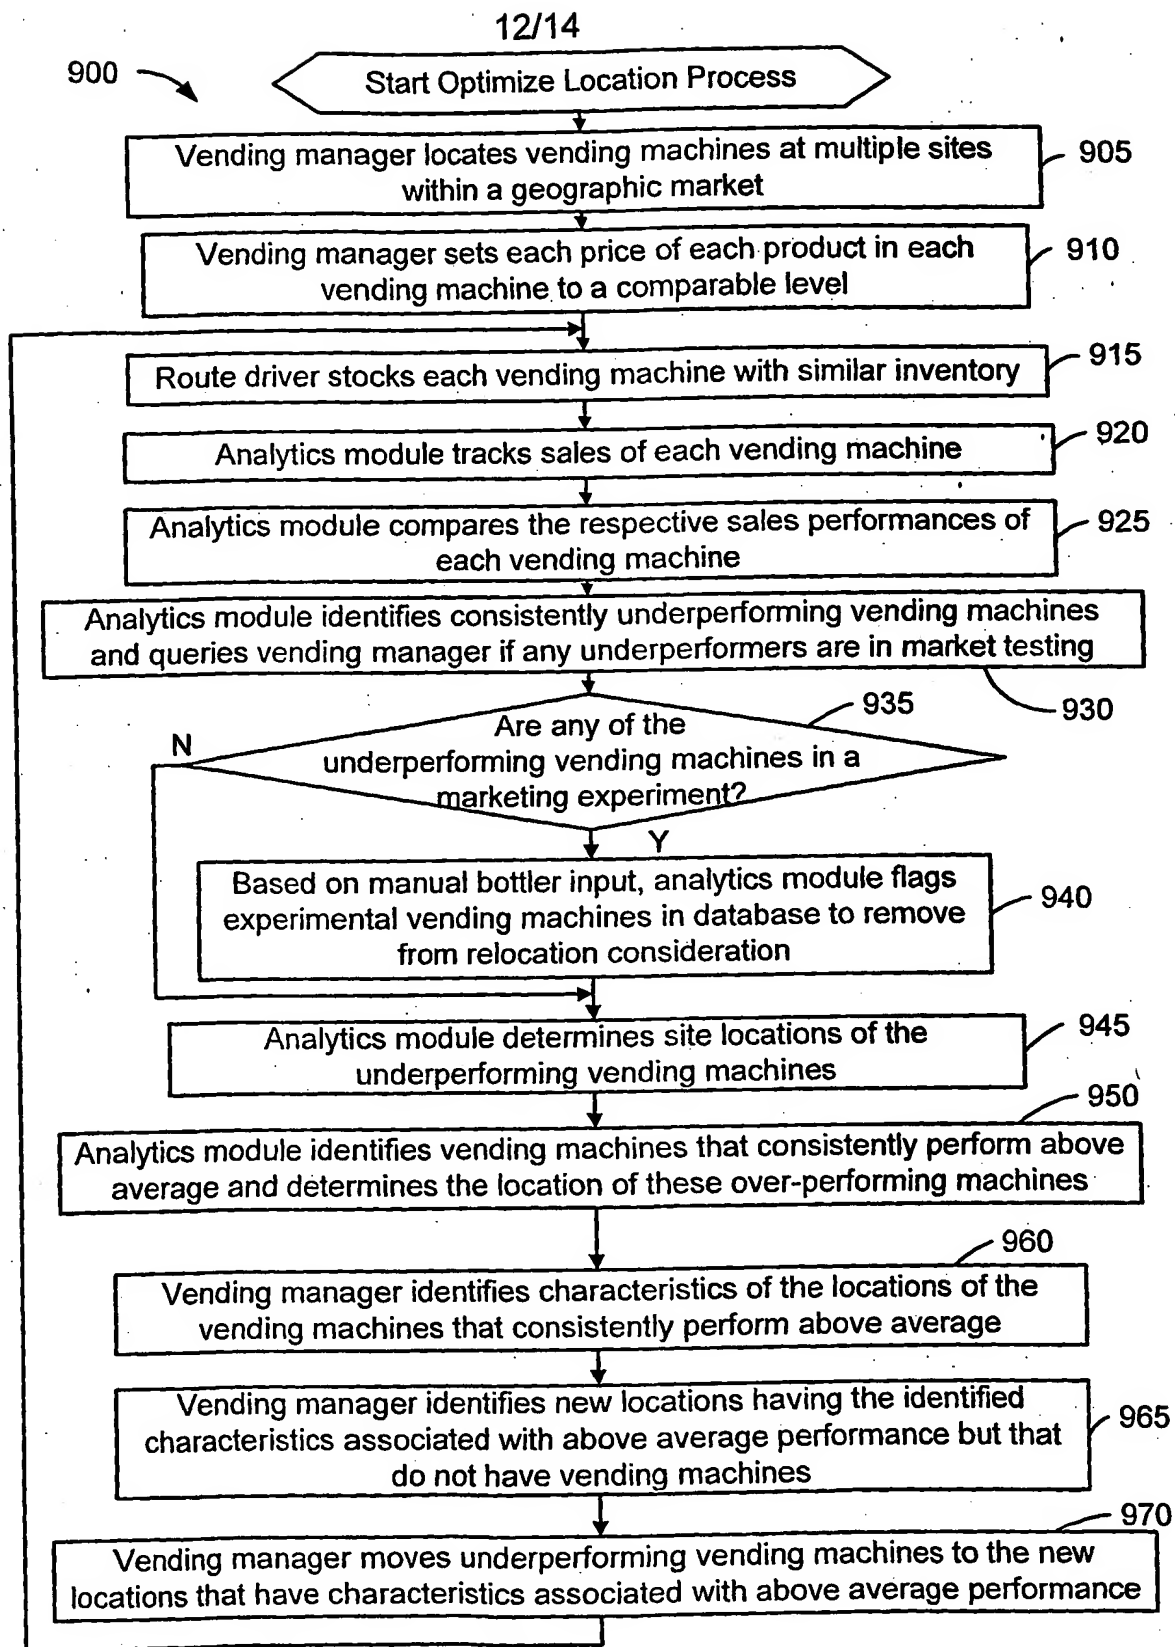 12/14
900
Start Optimize Location Process
Vending manager locates vending machines at multiple sites
within a geographic market
905
Vending manager sets each price of each product in each
vending machine to a comparable level
910
Route driver stocks each vending machine with similar inventory
915
Analytics module tracks sales of each vending machine
920
Analytics module compares the respective sales performances of
each vending machine
925
Analytics module identifies consistently underperforming vending machines
and queries vending manager if any underperformers are in market testing
930
935
Are any of the
underperforming vending machines in a
marketing experiment?
N
Y
Based on manual bottler input, analytics module flags
experimental vending machines in database to remove
from relocation consideration
940
Analytics module determines site locations of the
underperforming vending machines
945
950
Analytics module identifies vending machines that consistently perform above
average and determines the location of these over-performing machines
960
Vending manager identifies characteristics of the locations of the
vending machines that consistently perform above average
Vending manager identifies new locations having the identified
characteristics associated with above average performance but that
do not have vending machines
965
970
Vending manager moves underperforming vending machines to the new
locations that have characteristics associated with above average performance